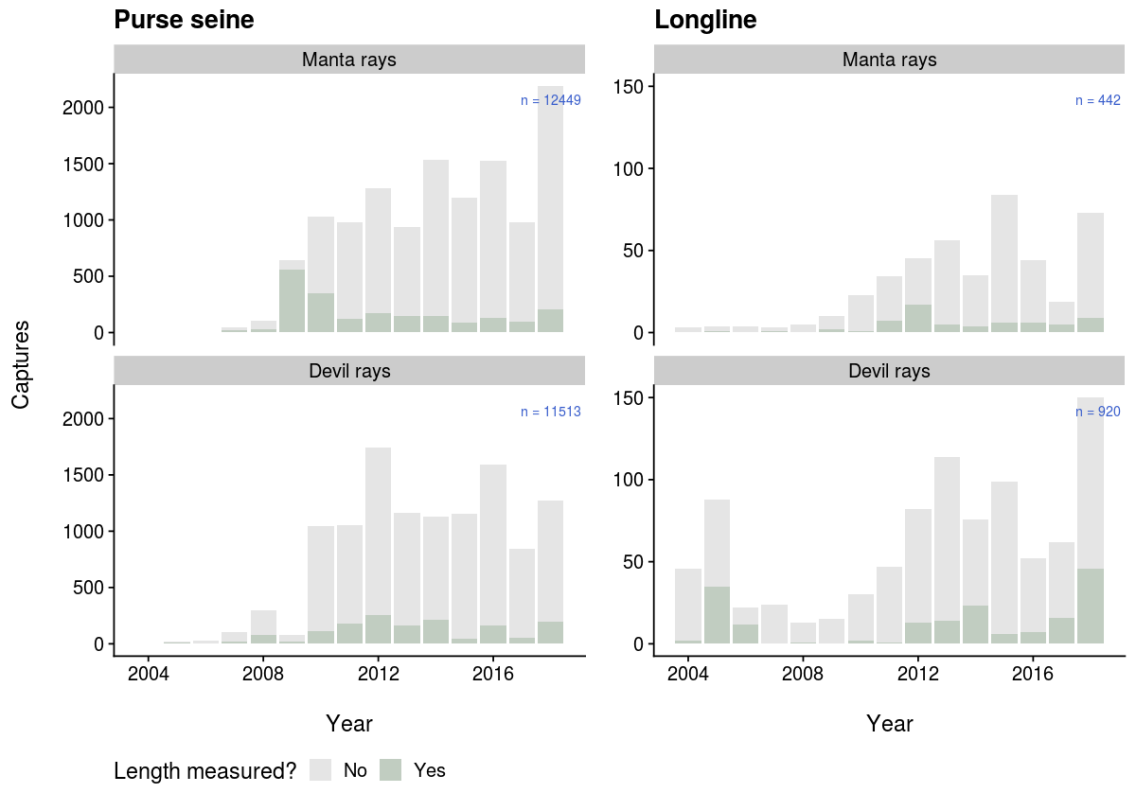 Purse seine
Longline
Manta rays
Manta rays
2000
1500
1000
500
0
n = 12449
150
100
50
0
n = 442
Captures
Devil rays
Devil rays
2000
1500
1000
500
0
n = 11513
150
100
50
0
n = 920
2004 2008 2012 2016
2004 2008 2012 2016
Year
Year
Length measured? No Yes